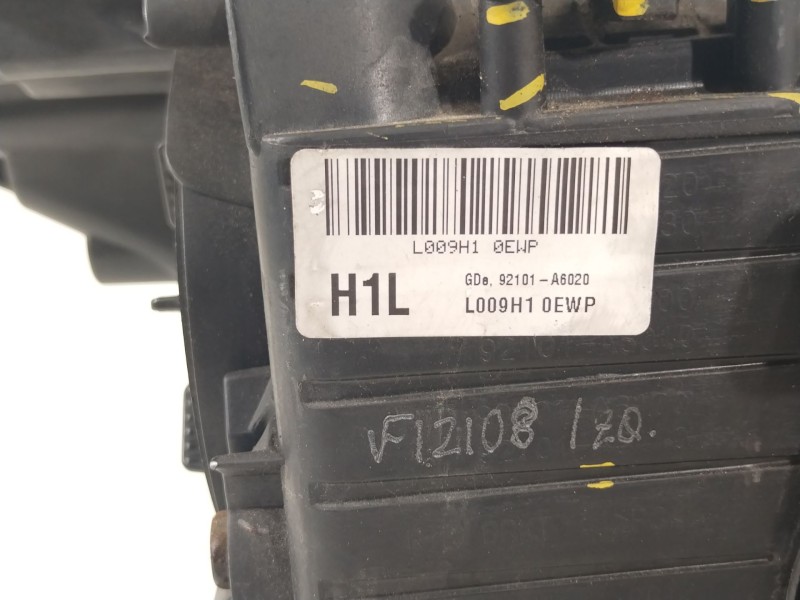 L009H1 0EWP
H1L
GDe, 92101-A6020
L009H1 0EWP
VF12108 IZQ.